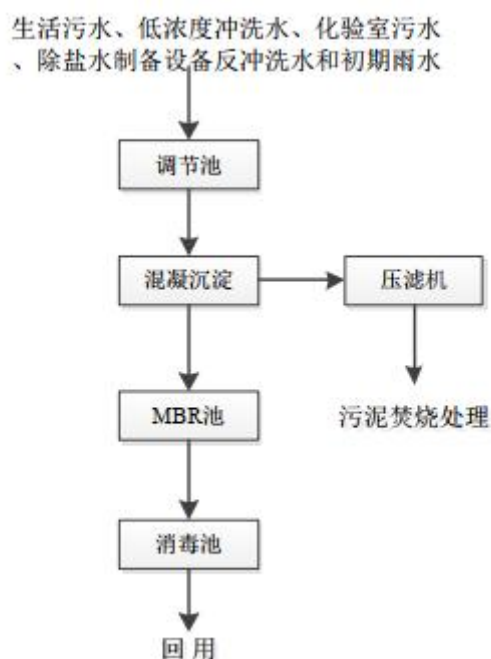 生活污水、低浓度冲洗水、化验室污水
、除盐水制备设备反冲洗水和初期雨水
调节池
混凝沉淀
压滤机
MBR池
污泥焚烧处理
消毒池
回用